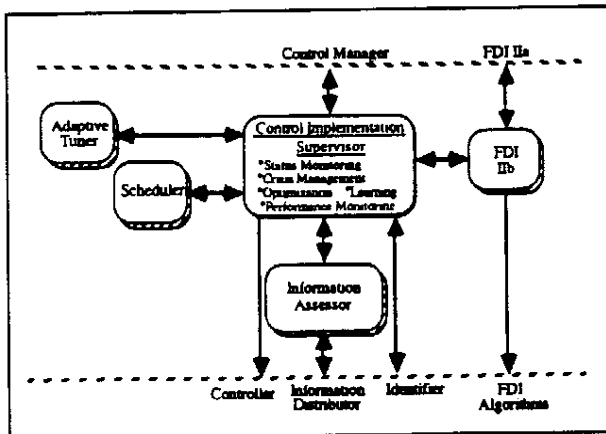 Control Manager
FDI IIa
Adaptive
Tuner
Control Implementation
Supervisor
*Status Monitoring
*Crisis Management
*Optimization *Learning
*Performance Monitoring
FDI
IIb
Scheduler
Information
Assessor
Controller
Information
Distributor
Identifier
FDI
Algorithms